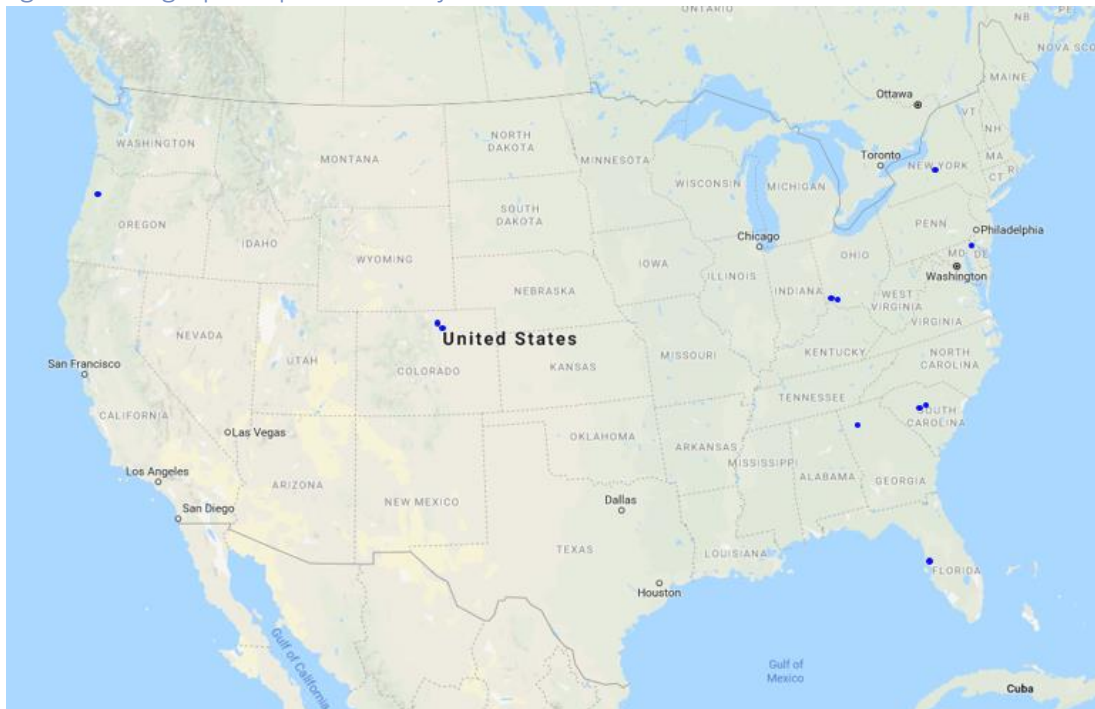 ONTARIO
NB
PE
NOVA SCO
MAINE
Ottawa
VT
NH
WASHINGTON
MONTANA
NORTH
DAKOTA
MINNESOTA
Toronto
NEW YORK
MA
CT
RI
WISCONSIN
MICHIGAN
OREGON
IDAHO
SOUTH
DAKOTA
WYOMING
Chicago
IOWA
PENN
Philadelphia
OHIO
MD
DE
Washington
ILLINOIS
INDIANA
NEBRASKA
WEST
VIRGINIA
VIRGINIA
NEVADA
UTAH
COLORADO
United States
KANSAS
MISSOURI
KENTUCKY
San Francisco
CALIFORNIA
NORTH
CAROLINA
TENNESSEE
Las Vegas
OKLAHOMA
ARKANSAS
SOUTH
CAROLINA
Los Angeles
ARIZONA
NEW MEXICO
MISSISSIPPI
ALABAMA
GEORGIA
San Diego
Dallas
TEXAS
LOUISIANA
Houston
FLORIDA
Gulf of California
Gulf of
Mexico
Cuba